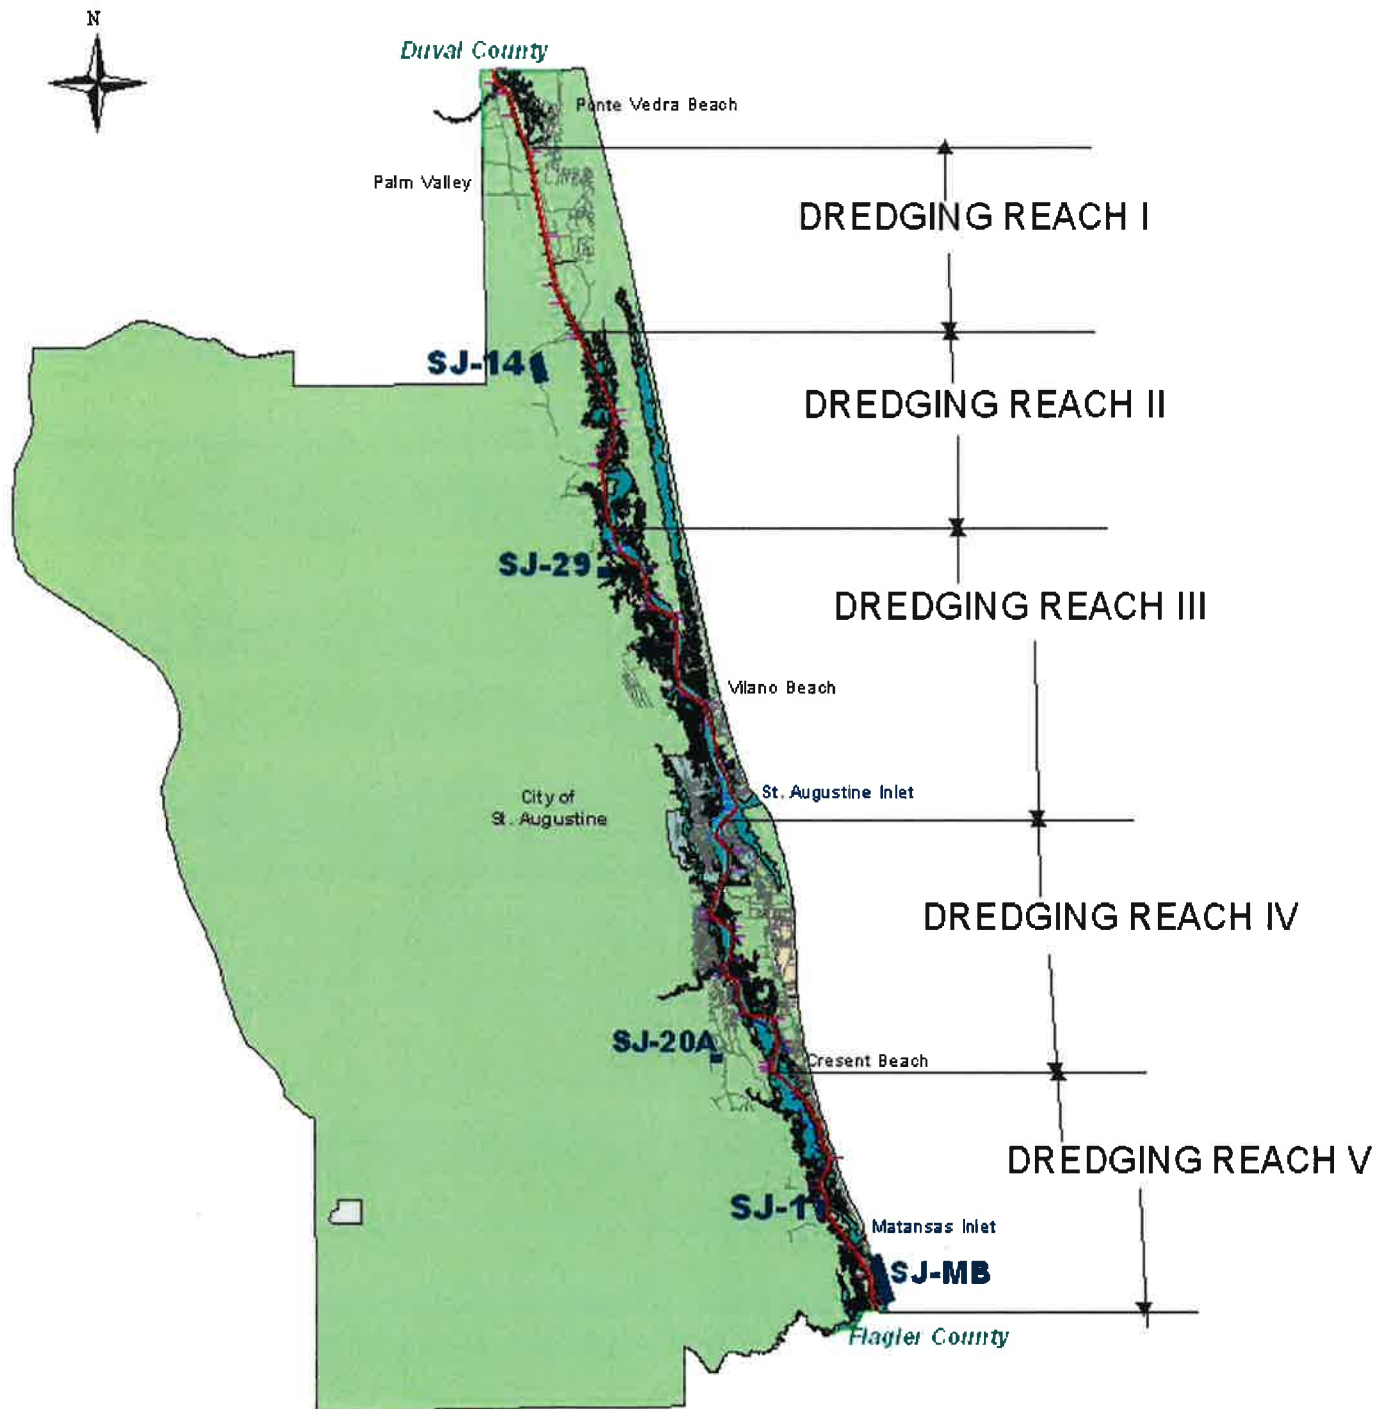 N
Duval County
Ponte Vedra Beach
Palm Valley
DREDGING REACH I
SJ-14
DREDGING REACH II
SJ-29
DREDGING REACH III
Vilano Beach
St. Augustine Inlet
City of
St. Augustine
DREDGING REACH IV
SJ-20A
Cresent Beach
DREDGING REACH V
SJ-11
Matansas Inlet
SJ-MB
Flagler County